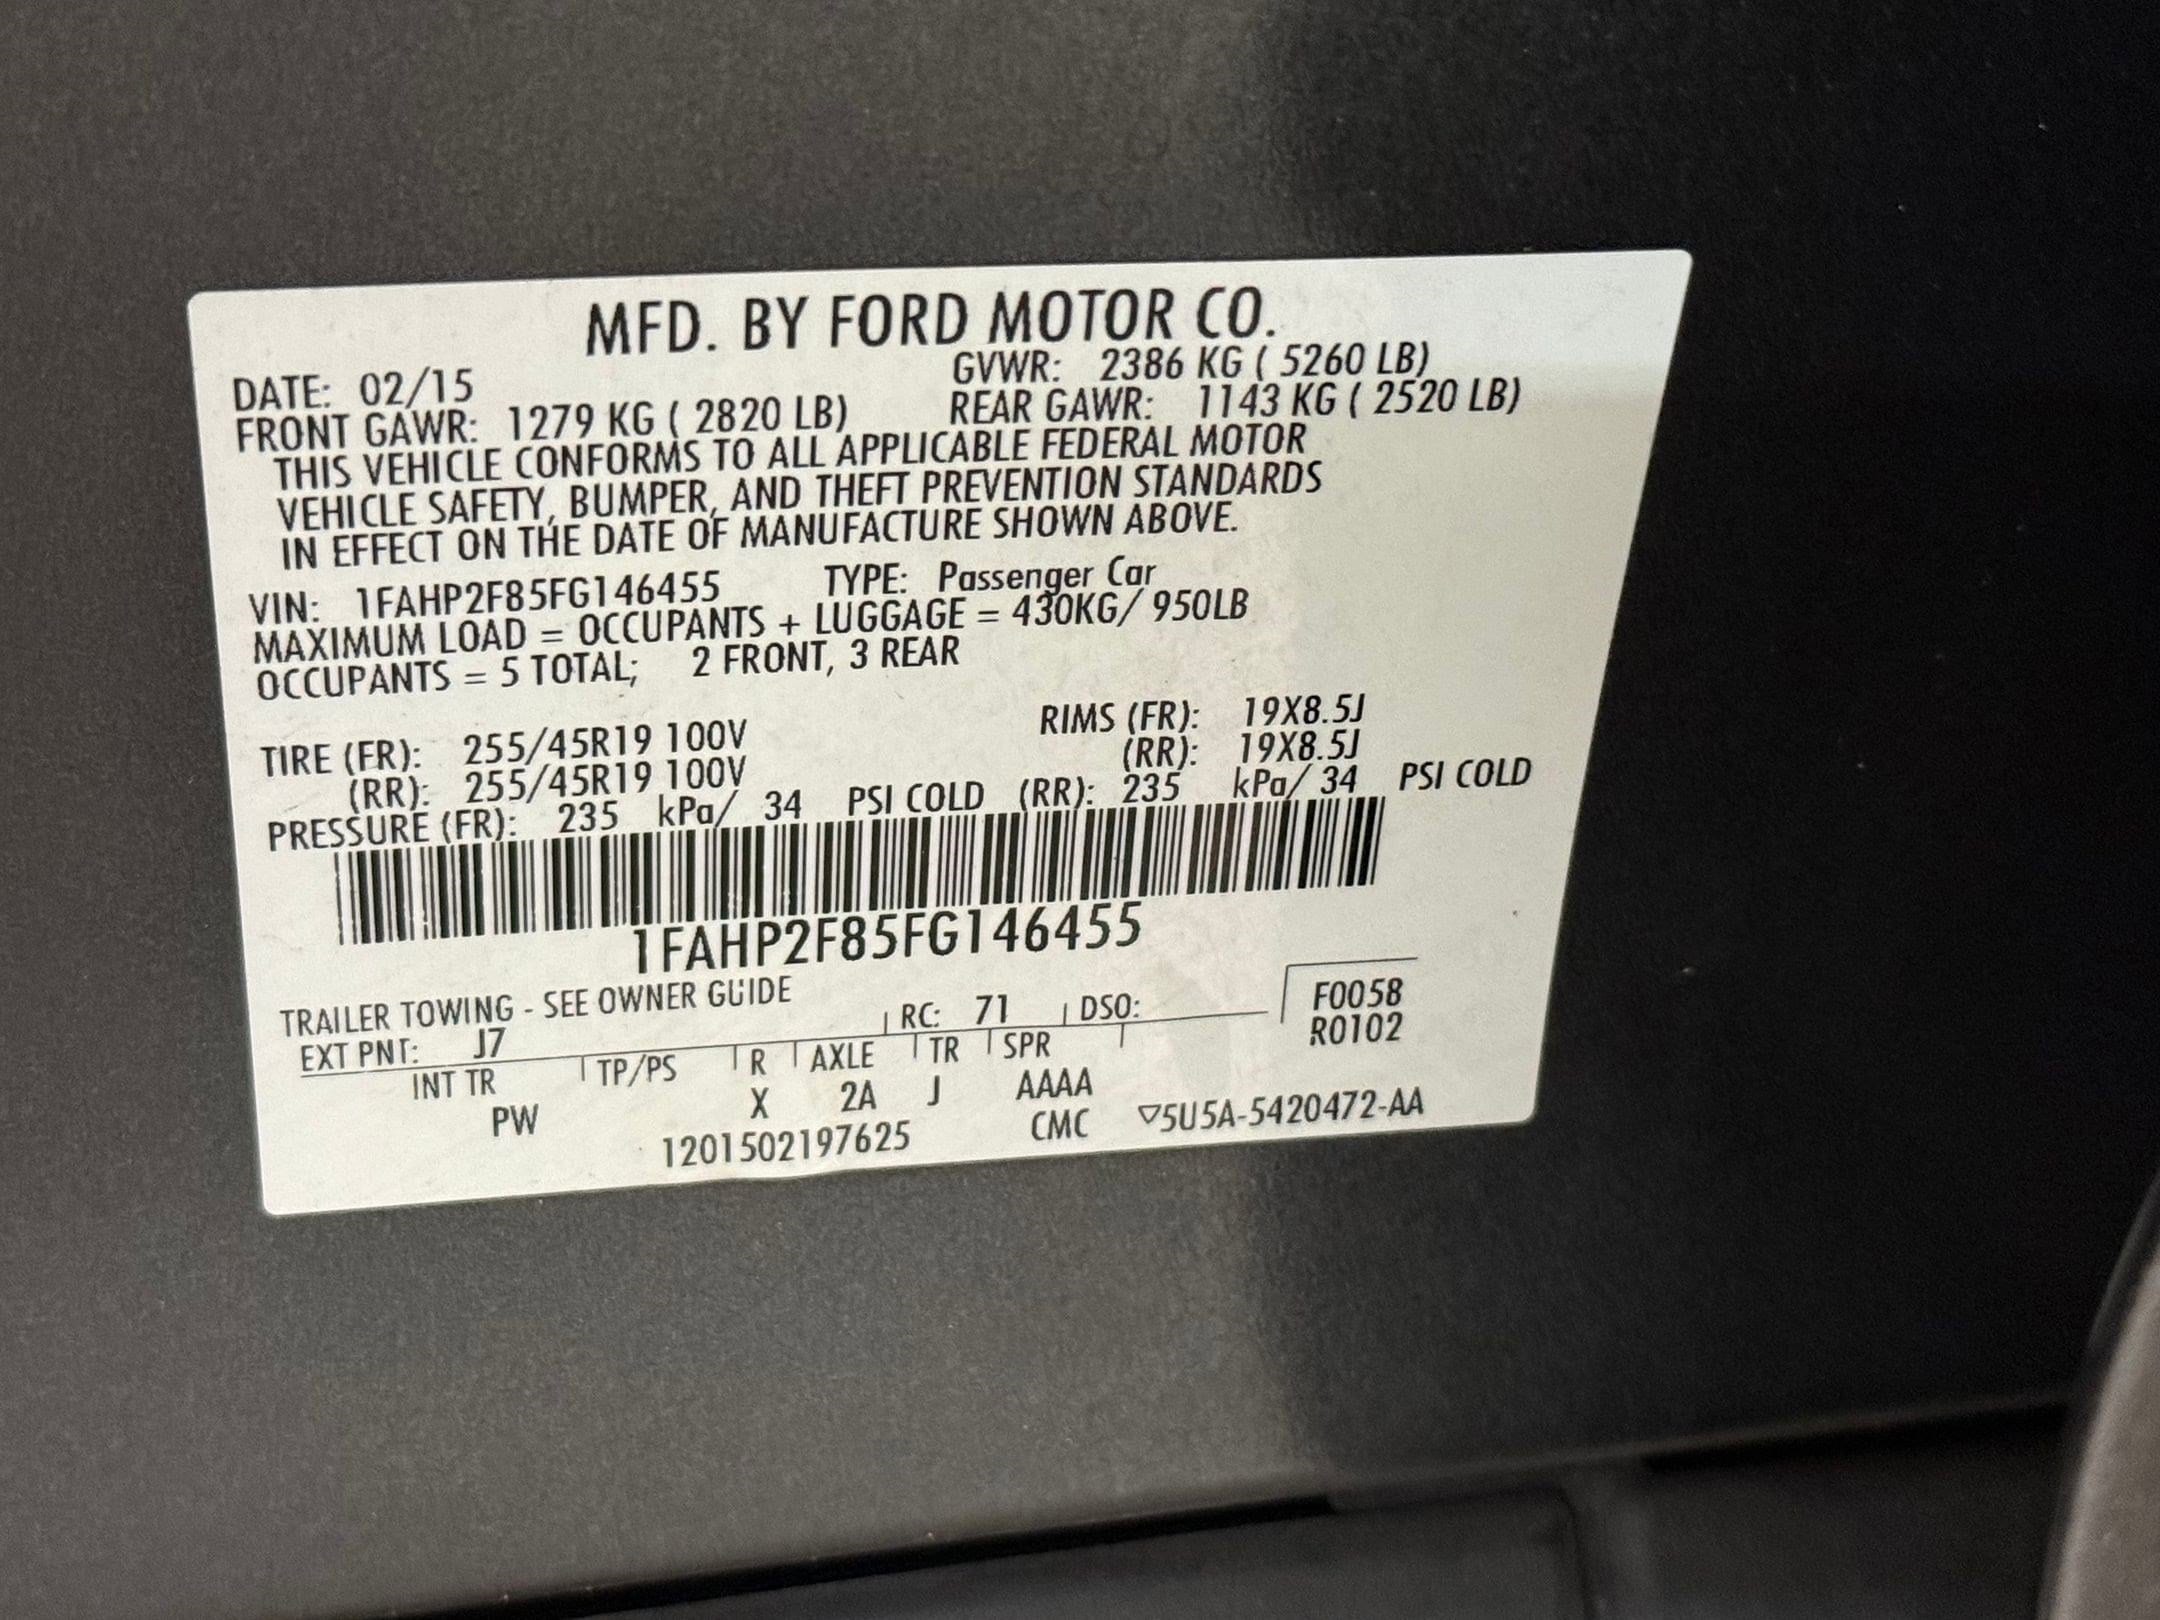 MFD. BY FORD MOTOR CO.
DATE: 02/15 GVWR: 2386 KG ( 5260 LB)
FRONT GAWR: 1279 KG ( 2820 LB) REAR GAWR: 1143 KG ( 2520 LB)
THIS VEHICLE CONFORMS TO ALL APPLICABLE FEDERAL MOTOR
VEHICLE SAFETY, BUMPER, AND THEFT PREVENTION STANDARDS
IN EFFECT ON THE DATE OF MANUFACTURE SHOWN ABOVE.
VIN: 1FAHP2F85FG146455 TYPE: Passenger Car
MAXIMUM LOAD = OCCUPANTS + LUGGAGE = 430KG/ 950LB
OCCUPANTS = 5 TOTAL; 2 FRONT, 3 REAR
TIRE (FR): 255/45R19 100V RIMS (FR): 19X8.5J
(RR): 255/45R19 100V (RR): 19X8.5J
PRESSURE (FR): 235 kPa/ 34 PSI COLD (RR): 235 kPa/ 34 PSI COLD
1FAHP2F85FG146455
TRAILER TOWING - SEE OWNER GUIDE F0058
EXT PNT: J7 RC: 71 DSO: R0102
INT TR TP/PS R AXLE TR SPR
PW X 2A J AAAA
1201502197625 CMC ▽5U5A-5420472-AA